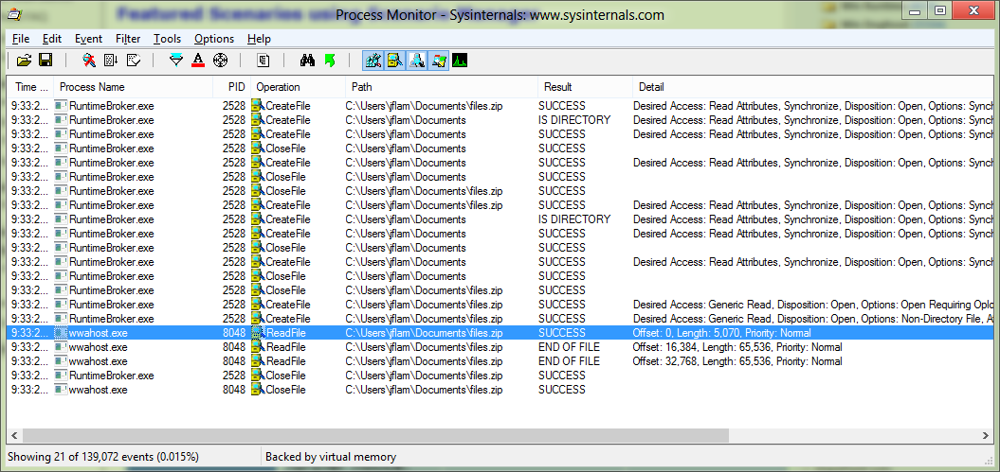 Featured Scenarios using
Process Monitor - Sysinternals: www.sysinternals.com
File Edit Event Filter Tools Options Help
Time ... Process Name PID Operation Path Result Detail
9:33:2... RuntimeBroker.exe 2528 CreateFile C:\Users\jflam\Documents\files.zip SUCCESS Desired Access: Read Attributes, Synchronize, Disposition: Open, Options: Synch
9:33:2... RuntimeBroker.exe 2528 CreateFile C:\Users\jflam\Documents IS DIRECTORY Desired Access: Read Attributes, Synchronize, Disposition: Open, Options: Synch
9:33:2... RuntimeBroker.exe 2528 CreateFile C:\Users\jflam\Documents SUCCESS Desired Access: Read Attributes, Synchronize, Disposition: Open, Options: Synch
9:33:2... RuntimeBroker.exe 2528 CloseFile C:\Users\jflam\Documents SUCCESS
9:33:2... RuntimeBroker.exe 2528 CreateFile C:\Users\jflam\Documents SUCCESS Desired Access: Read Attributes, Synchronize, Disposition: Open, Options: Synch
9:33:2... RuntimeBroker.exe 2528 CloseFile C:\Users\jflam\Documents SUCCESS
9:33:2... RuntimeBroker.exe 2528 CloseFile C:\Users\jflam\Documents\files.zip SUCCESS
9:33:2... RuntimeBroker.exe 2528 CreateFile C:\Users\jflam\Documents\files.zip SUCCESS Desired Access: Read Attributes, Synchronize, Disposition: Open, Options: Synch
9:33:2... RuntimeBroker.exe 2528 CreateFile C:\Users\jflam\Documents IS DIRECTORY Desired Access: Read Attributes, Synchronize, Disposition: Open, Options: Synch
9:33:2... RuntimeBroker.exe 2528 CreateFile C:\Users\jflam\Documents SUCCESS Desired Access: Read Attributes, Synchronize, Disposition: Open, Options: Synch
9:33:2... RuntimeBroker.exe 2528 CloseFile C:\Users\jflam\Documents SUCCESS
9:33:2... RuntimeBroker.exe 2528 CreateFile C:\Users\jflam\Documents SUCCESS Desired Access: Read Attributes, Synchronize, Disposition: Open, Options: Synch
9:33:2... RuntimeBroker.exe 2528 CloseFile C:\Users\jflam\Documents SUCCESS
9:33:2... RuntimeBroker.exe 2528 CloseFile C:\Users\jflam\Documents\files.zip SUCCESS
9:33:2... RuntimeBroker.exe 2528 CreateFile C:\Users\jflam\Documents\files.zip SUCCESS Desired Access: Generic Read, Disposition: Open, Options: Open Requiring Oplo
9:33:2... RuntimeBroker.exe 2528 CreateFile C:\Users\jflam\Documents\files.zip SUCCESS Desired Access: Generic Read, Disposition: Open, Options: Non-Directory File, A
9:33:2... wwahost.exe 8048 ReadFile C:\Users\jflam\Documents\files.zip SUCCESS Offset: 0, Length: 5,070, Priority: Normal
9:33:2... wwahost.exe 8048 ReadFile C:\Users\jflam\Documents\files.zip END OF FILE Offset: 16,384, Length: 65,536, Priority: Normal
9:33:2... wwahost.exe 8048 ReadFile C:\Users\jflam\Documents\files.zip END OF FILE Offset: 32,768, Length: 65,536, Priority: Normal
9:33:2... RuntimeBroker.exe 2528 CloseFile C:\Users\jflam\Documents\files.zip SUCCESS
9:33:2... wwahost.exe 8048 CloseFile C:\Users\jflam\Documents\files.zip SUCCESS
Showing 21 of 139,072 events (0.015%) Backed by virtual memory